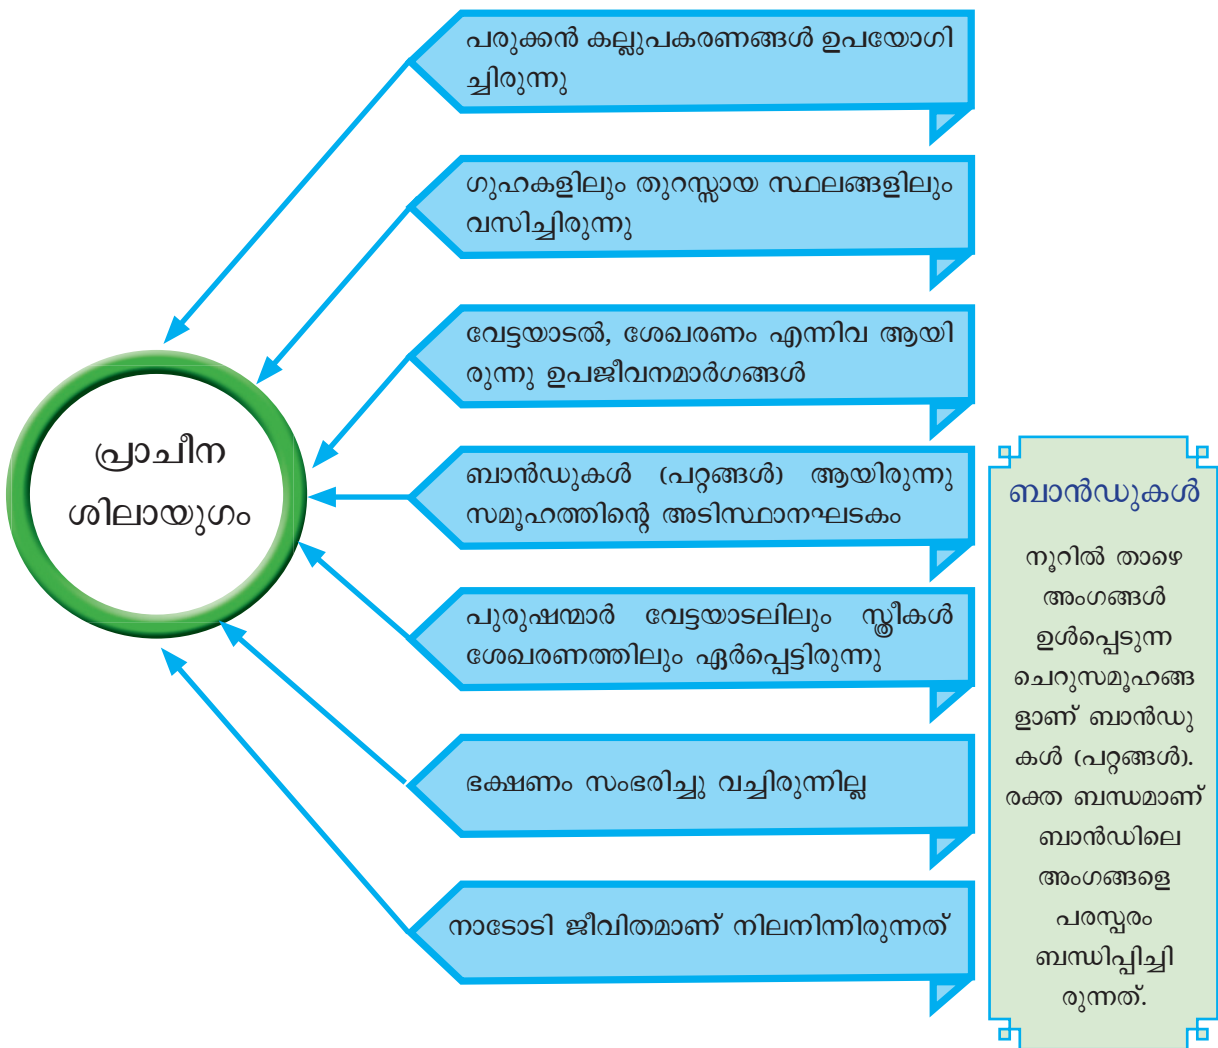 പരുക്കൻ കല്ലുപകരണങ്ങൾ ഉപയോഗി
ച്ചിരുന്നു
ഗുഹകളിലും തുറസ്സായ സ്ഥലങ്ങളിലും
വസിച്ചിരുന്നു
വേട്ടയാടൽ, ശേഖരണം എന്നിവ ആയി
രുന്നു ഉപജീവനമാർഗങ്ങൾ
പ്രാചീന
ശിലായുഗം
ബാൻഡുകൾ (പറ്റങ്ങൾ) ആയിരുന്നു
സമൂഹത്തിന്റെ അടിസ്ഥാനഘടകം
പുരുഷന്മാർ വേട്ടയാടലിലും സ്ത്രീകൾ
ശേഖരണത്തിലും ഏർപ്പെട്ടിരുന്നു
ഭക്ഷണം സംഭരിച്ചു വച്ചിരുന്നില്ല
നാടോടി ജീവിതമാണ് നിലനിന്നിരുന്നത്
ബാൻഡുകൾ
നൂറിൽ താഴെ
അംഗങ്ങൾ
ഉൾപ്പെടുന്ന
ചെറുസമൂഹങ്ങ
ളാണ് ബാൻഡു
കൾ (പറ്റങ്ങൾ).
രക്ത ബന്ധമാണ്
ബാൻഡിലെ
അംഗങ്ങളെ
പരസ്പരം
ബന്ധിപ്പിച്ചി
രുന്നത്.